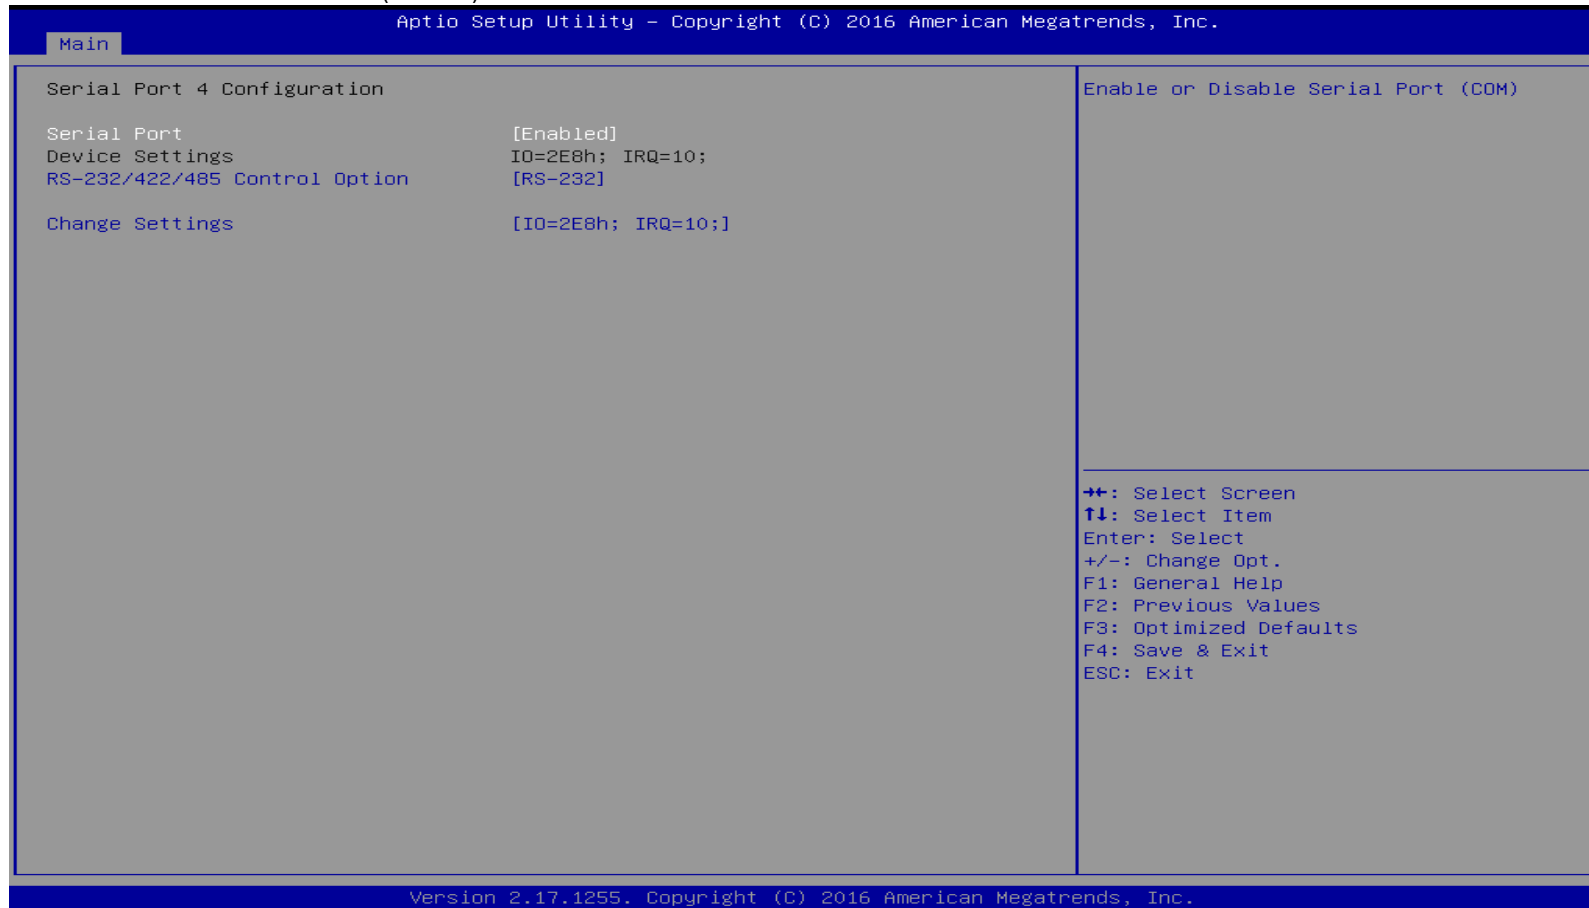 Aptio Setup Utility – Copyright (C) 2016 American Megatrends, Inc.
Main
Serial Port 4 Configuration
Serial Port [Enabled]
Device Settings IO=2E8h; IRQ=10;
RS-232/422/485 Control Option [RS-232]
Change Settings [IO=2E8h; IRQ=10;]
Enable or Disable Serial Port (COM)
→←: Select Screen
↑↓: Select Item
Enter: Select
+/-: Change Opt.
F1: General Help
F2: Previous Values
F3: Optimized Defaults
F4: Save & Exit
ESC: Exit
Version 2.17.1255. Copyright (C) 2016 American Megatrends, Inc.